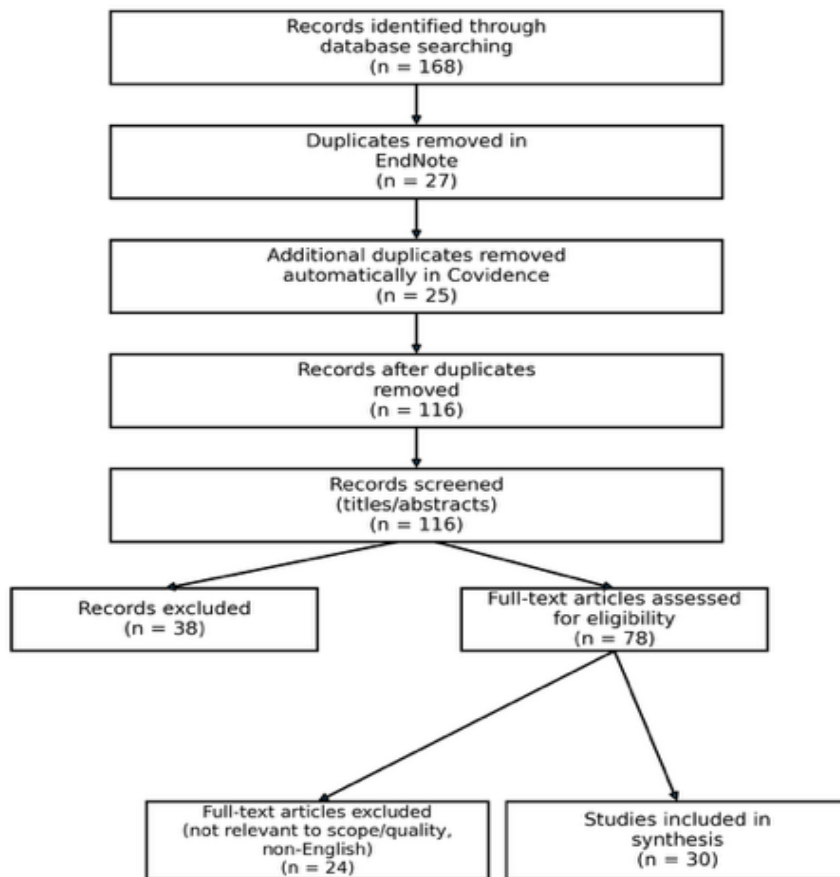 Records identified through
database searching
(n = 168)
Duplicates removed in
EndNote
(n = 27)
Additional duplicates removed
automatically in Covidence
(n = 25)
Records after duplicates
removed
(n = 116)
Records screened
(titles/abstracts)
(n = 116)
Records excluded
(n = 38)
Full-text articles assessed
for eligibility
(n = 78)
Full-text articles excluded
(not relevant to scope/quality,
non-English)
(n = 24)
Studies included in
synthesis
(n = 30)